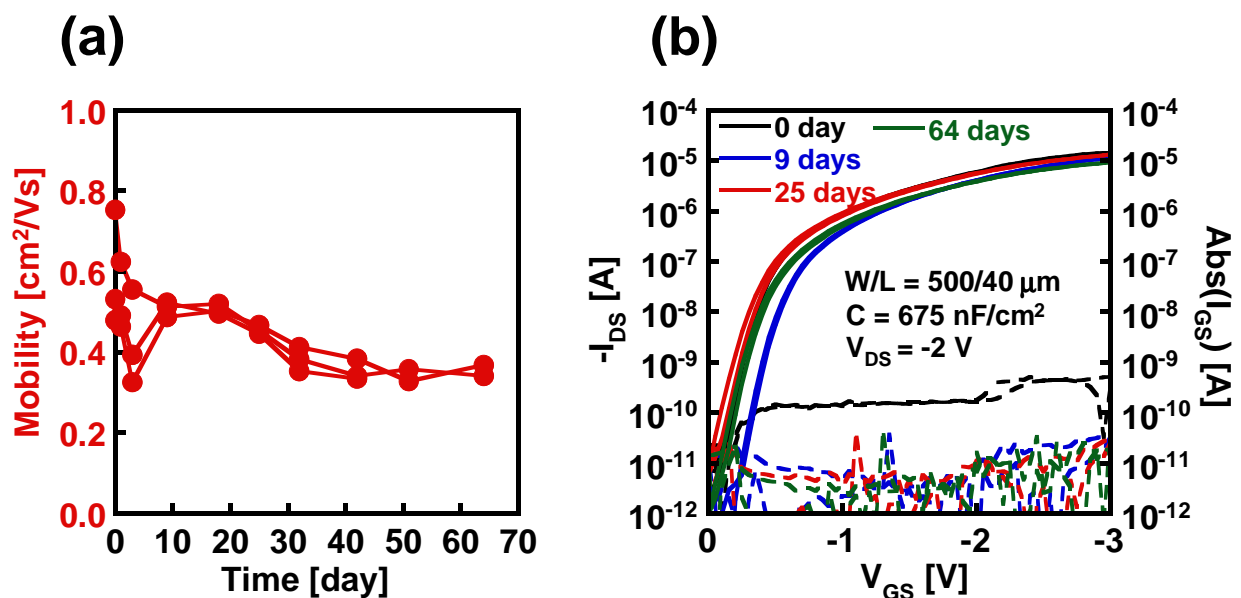 (a)
1.0
0.8
0.6
0.4
0.2
0.0
Mobility [cm²/Vs]
0 10 20 30 40 50 60 70
Time [day]
(b)
10⁻⁴
10⁻⁵
10⁻⁶
10⁻⁷
10⁻⁸
10⁻⁹
10⁻¹⁰
10⁻¹¹
10⁻¹²
-I_DS [A]
0 day
64 days
9 days
25 days
W/L = 500/40 μm
C = 675 nF/cm²
V_DS = -2 V
10⁻⁴
10⁻⁵
10⁻⁶
10⁻⁷
10⁻⁸
10⁻⁹
10⁻¹⁰
10⁻¹¹
10⁻¹²
Abs(I_GS) [A]
0 -1 -2 -3
V_GS [V]